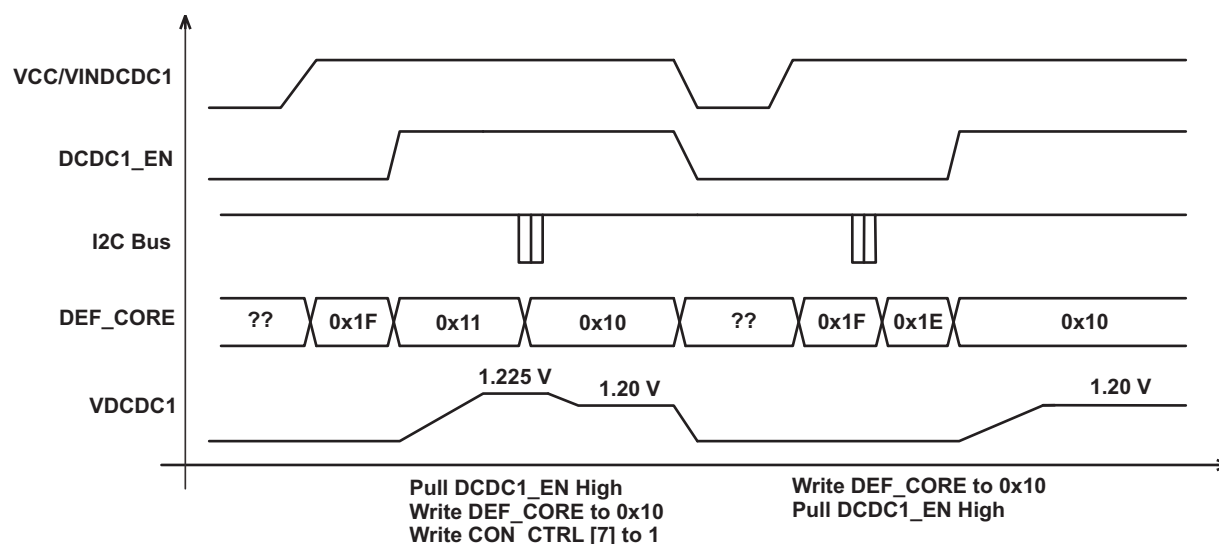 VCC/VINDCDC1
DCDC1_EN
I2C Bus
DEF_CORE
?? 0x1F 0x11 0x10 ?? 0x1F 0x1E 0x10
1.225 V 1.20 V 1.20 V
VDCDC1
Pull DCDC1_EN High
Write DEF_CORE to 0x10
Write CON_CTRL [7] to 1
Write DEF_CORE to 0x10
Pull DCDC1_EN High